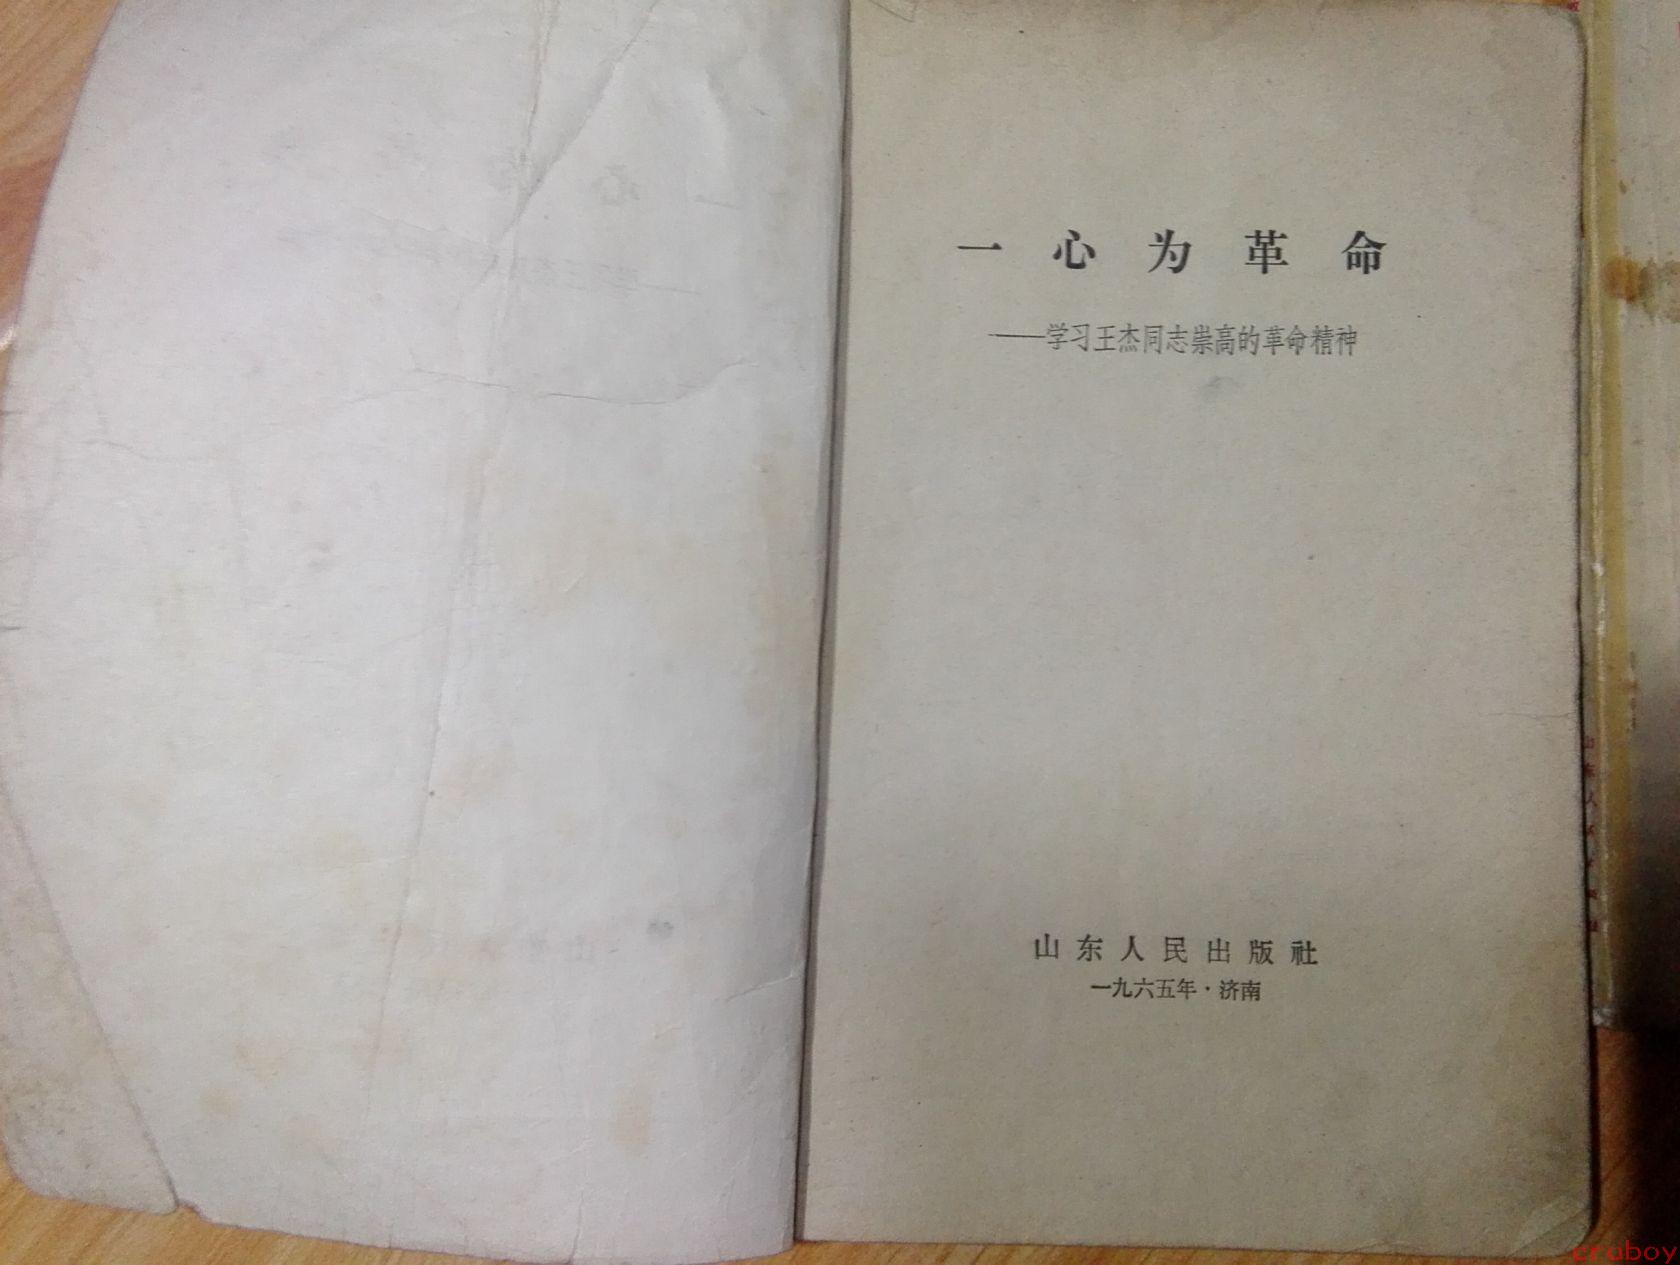 一心为革命
——学习王杰同志崇高的革命精神
山东人民出版社
一九六五年·济南
craboy